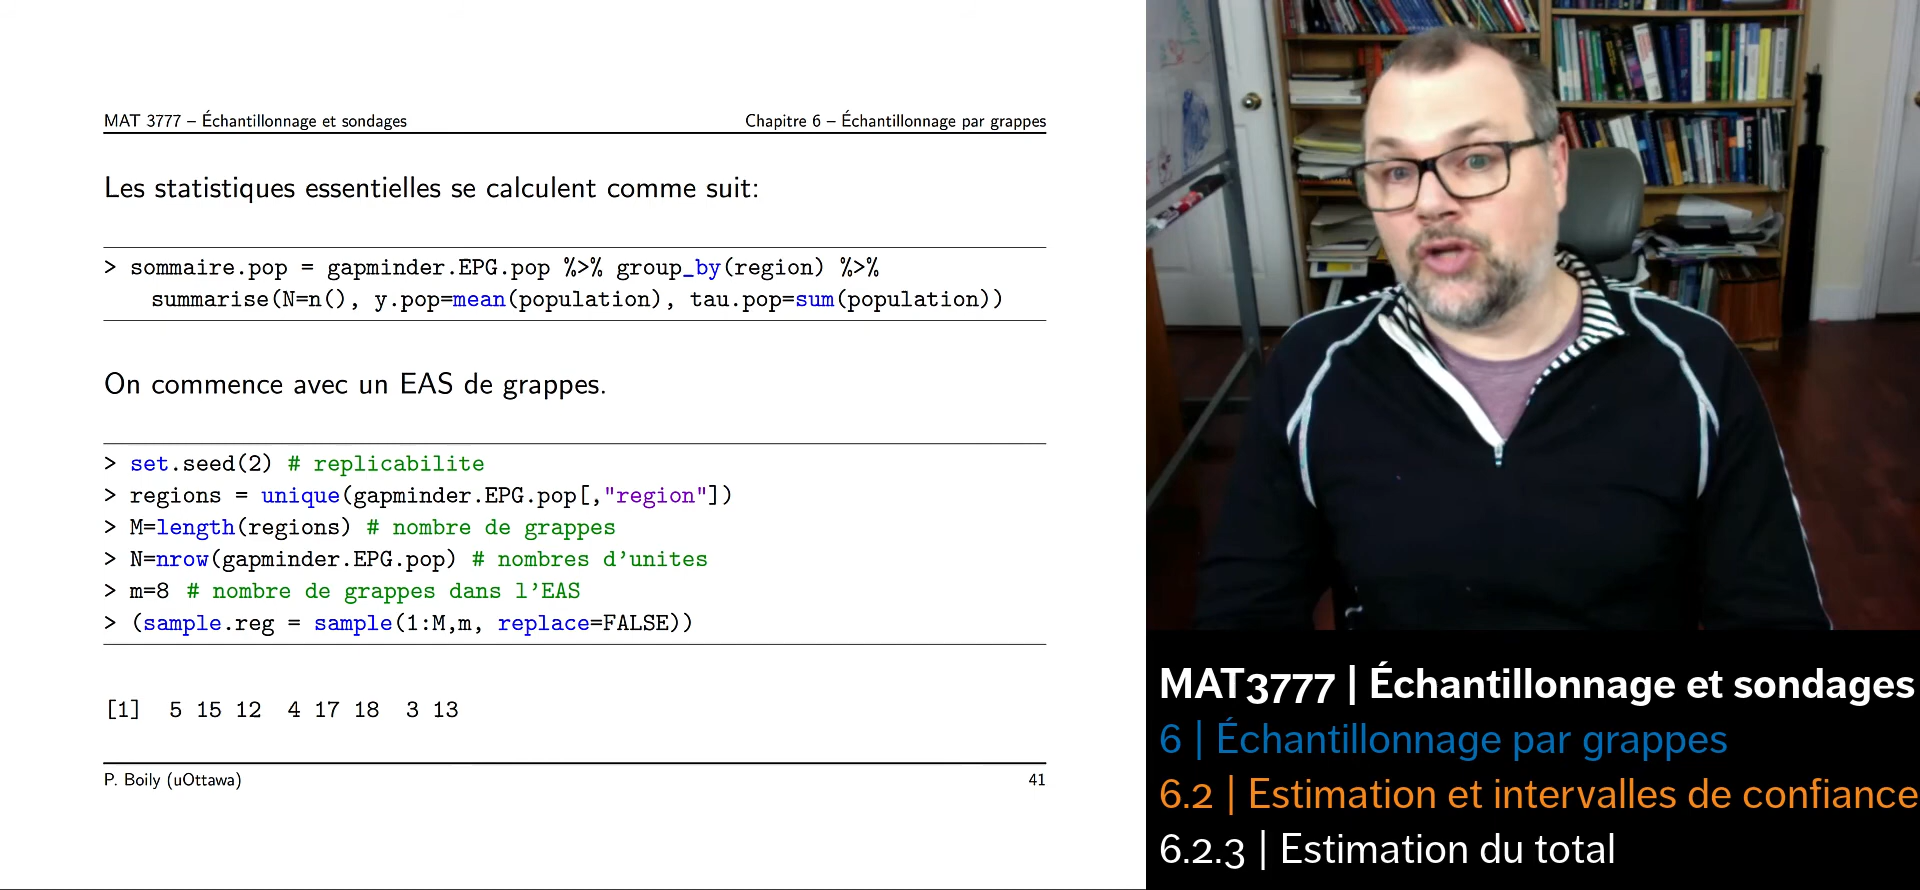 MAT 3777 – Échantillonnage et sondages
Chapitre 6 – Échantillonnage par grappes
Les statistiques essentielles se calculent comme suit:
> sommaire.pop = gapminder.EPG.pop %>% group_by(region) %>%
summarise(N=n(), y.pop=mean(population), tau.pop=sum(population))
On commence avec un EAS de grappes.
> set.seed(2) # replicabilite
> regions = unique(gapminder.EPG.pop[,"region"])
> M=length(regions) # nombre de grappes
> N=nrow(gapminder.EPG.pop) # nombres d'unites
> m=8 # nombre de grappes dans l'EAS
> (sample.reg = sample(1:M,m, replace=FALSE))
[1] 5 15 12 4 17 18 3 13
P. Boily (uOttawa)
41
MAT3777 | Échantillonnage et sondages
6 | Échantillonnage par grappes
6.2 | Estimation et intervalles de confiance
6.2.3 | Estimation du total